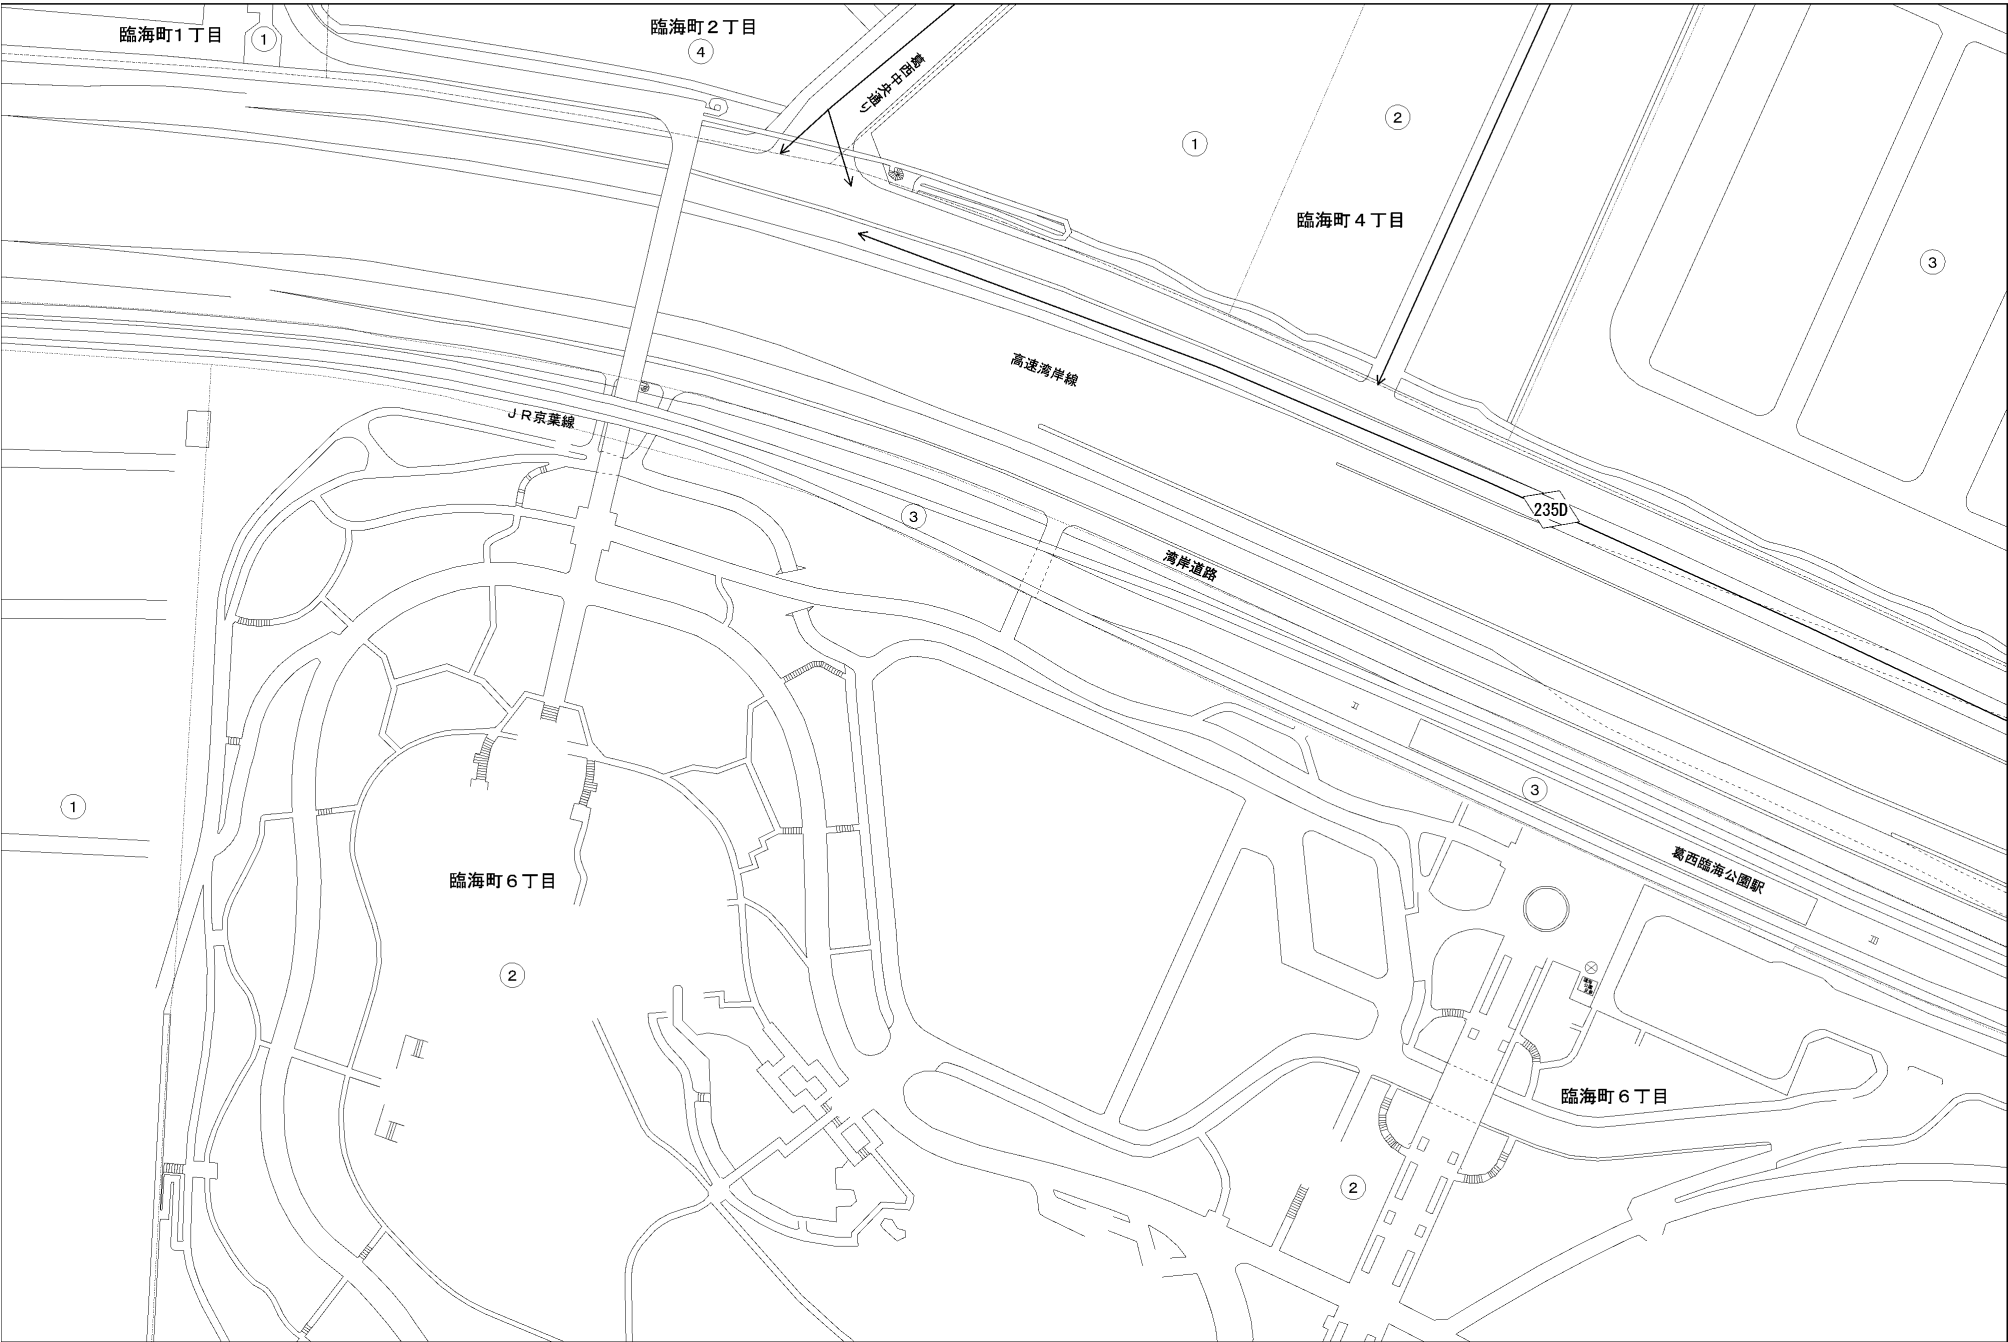 臨海町1丁目
①
臨海町2丁目
④
葛西中央通り
①
②
臨海町4丁目
③
高速湾岸線
JR京葉線
235D
③
湾岸道路
③
①
葛西臨海公園駅
臨海町6丁目
②
臨海町6丁目
②